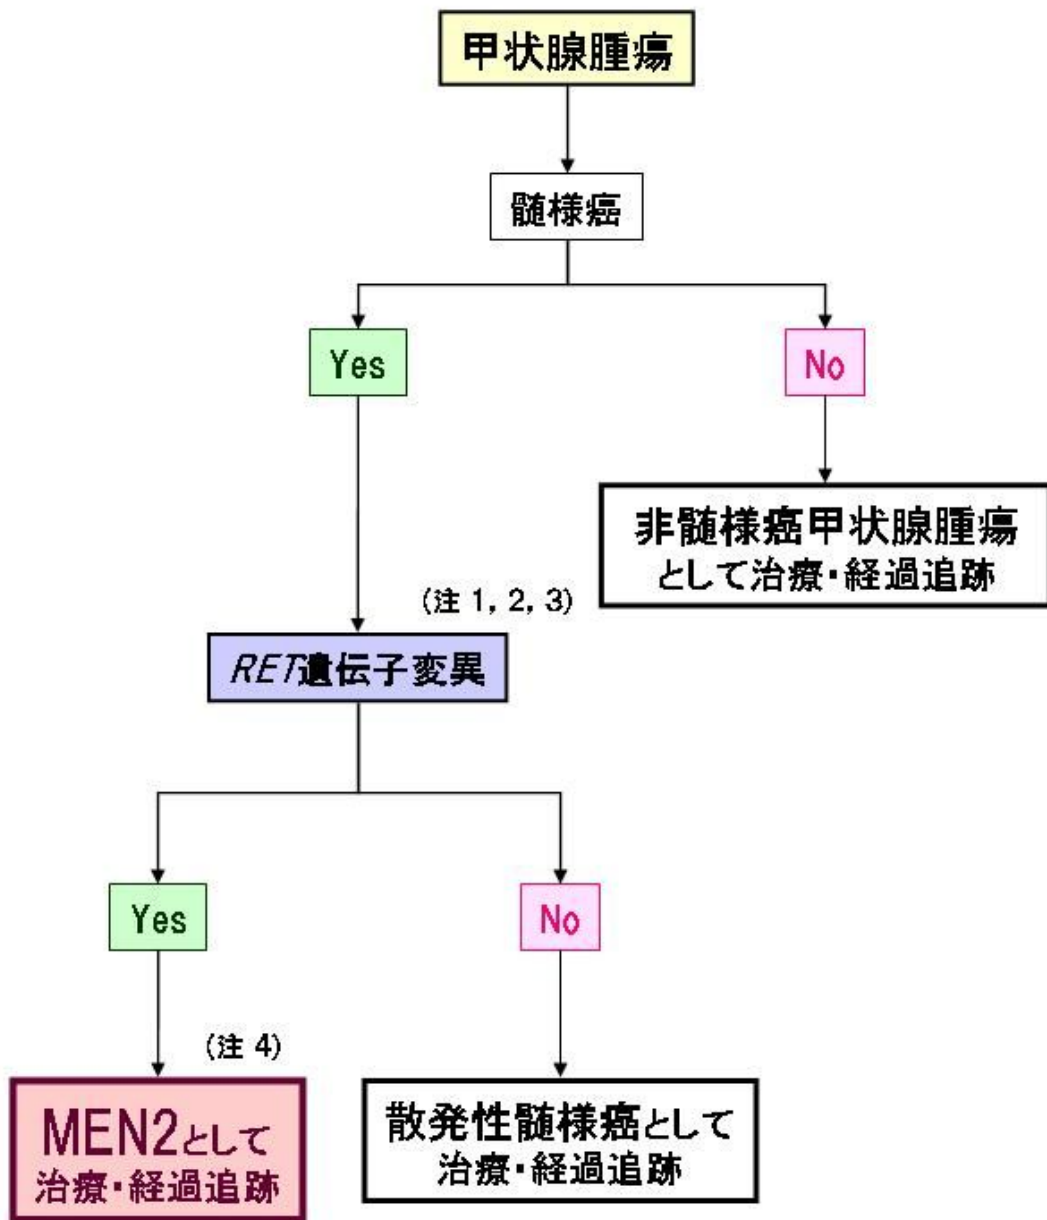 甲状腺腫瘍
髄様癌
Yes
No
非髄様癌甲状腺腫瘍
として治療・経過追跡
(注 1, 2, 3)
RET遺伝子変異
Yes
No
(注 4)
MEN2として
治療・経過追跡
散発性髄様癌として
治療・経過追跡